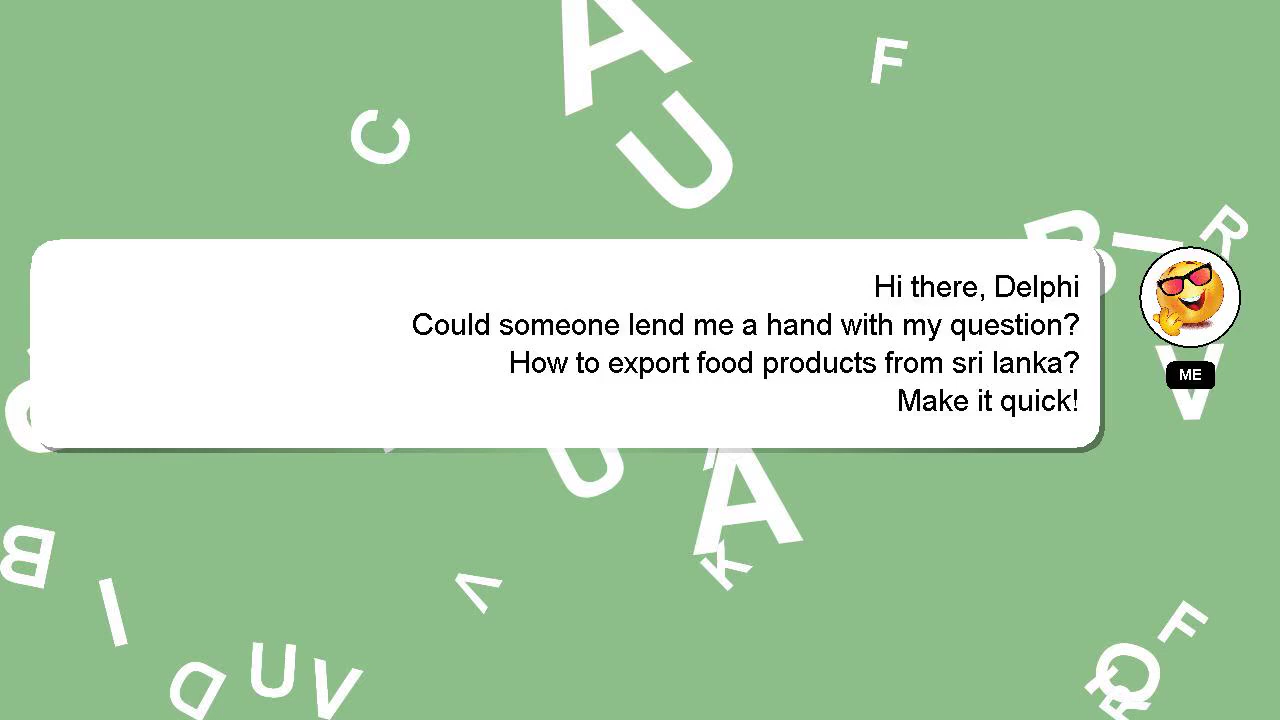 A
F
C
U
R
Hi there, Delphi
Could someone lend me a hand with my question?
How to export food products from sri lanka?
Make it quick!
ME
V
U
A
K
B
I
V
F
D
U
V
Q